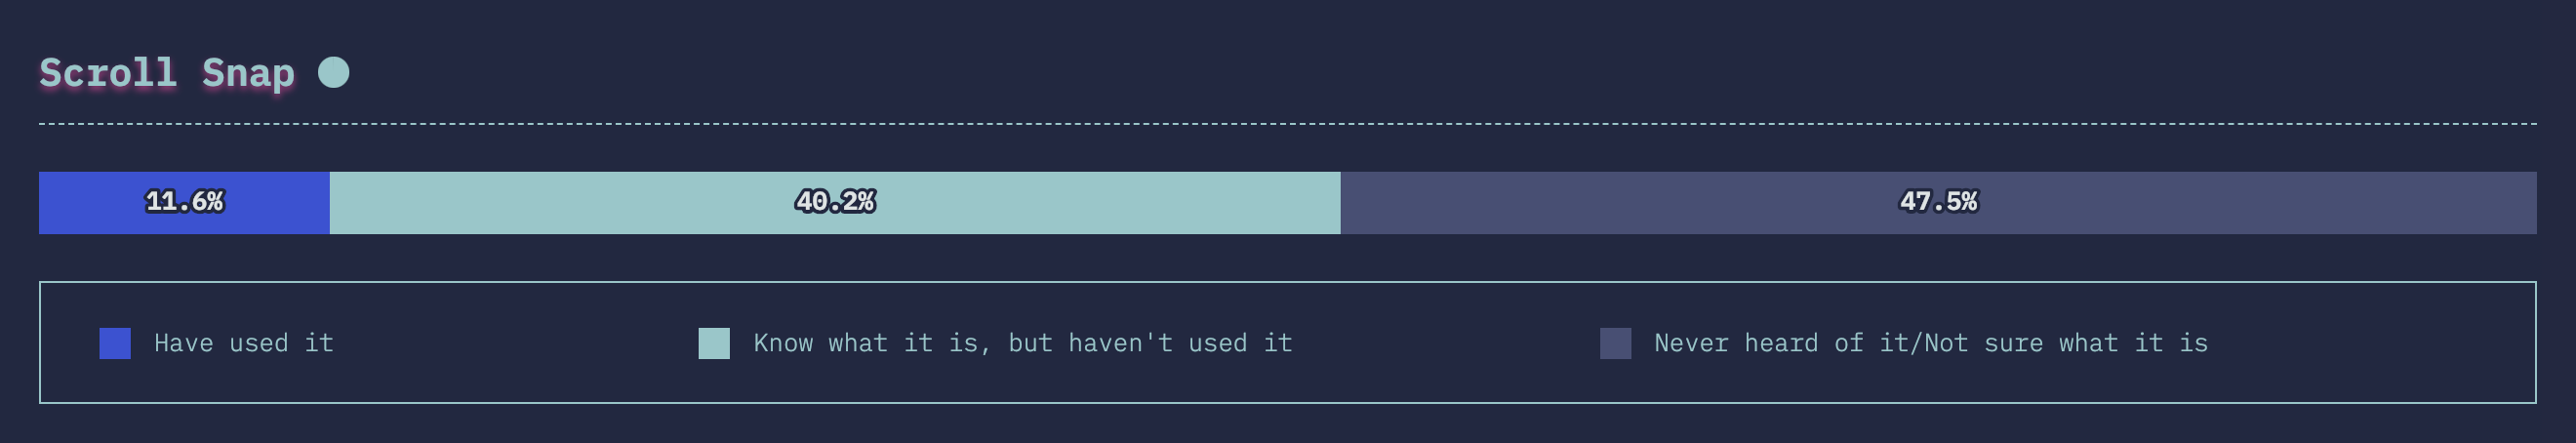 Scroll Snap
11.6% 40.2% 47.5%
Have used it Know what it is, but haven't used it Never heard of it/Not sure what it is